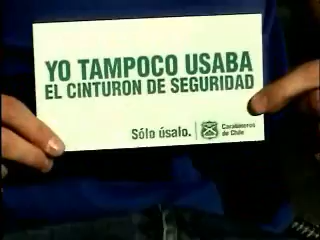 YO TAMPOCO USABA
EL CINTURON DE SEGURIDAD
Sólo úsalo.
Carabineros
de Chile